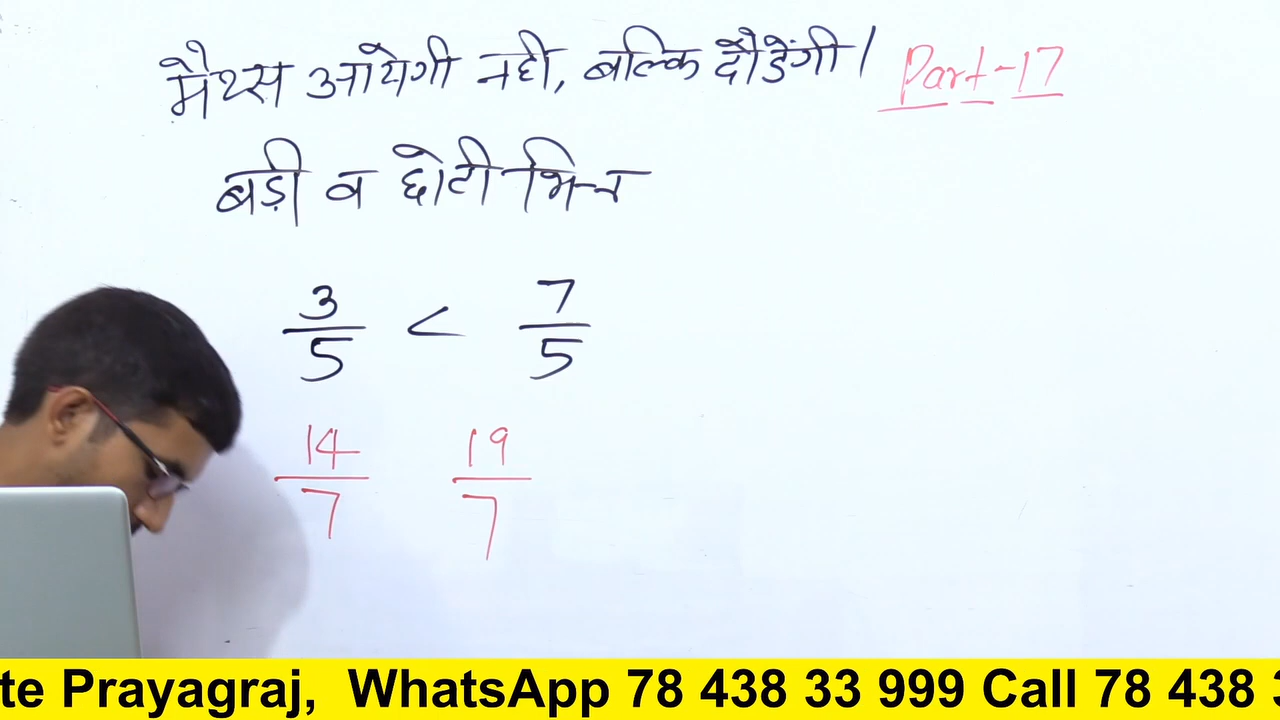 मैथ्स आयेगी नही, बल्कि दौडेंगी। Part-17
बड़ी व छोटी भिन्न
3/5 < 7/5
14/7 19/7
te Prayagraj, WhatsApp 78 438 33 999 Call 78 438